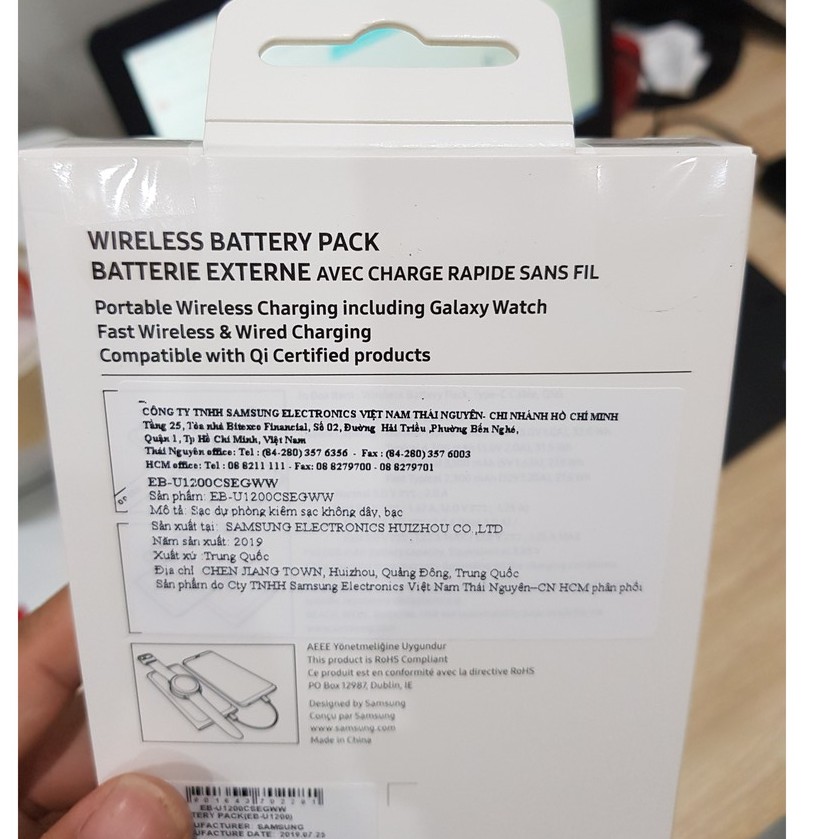 WIRELESS BATTERY PACK
BATTERIE EXTERNE AVEC CHARGE RAPIDE SANS FIL
Portable Wireless Charging including Galaxy Watch
Fast Wireless & Wired Charging
Compatible with Qi Certified products
CÔNG TY TNHH SAMSUNG ELECTRONICS VIỆT NAM THÁI NGUYÊN- CHI NHÁNH HỒ CHÍ MINH
Tầng 25, Tòa nhà Bitexco Financial, Số 02, Đường Hải Triều ,Phường Bến Nghé,
Quận 1, Tp Hồ Chí Minh, Việt Nam
Thái Nguyên office: Tel : (84-280) 357 6356 - Fax : (84-280) 357 6003
HCM office: Tel : 08 8211 111 - Fax: 08 8279700 - 08 8279701
EB-U1200CSEGWW
Sản phẩm: EB-U1200CSEGWW
Mô tả: Sạc dự phòng kiêm sạc không dây, bạc
Sản xuất tại: SAMSUNG ELECTRONICS HUIZHOU CO.,LTD
Năm sản xuất: 2019
Xuất xứ: Trung Quốc
Địa chỉ CHEN JIANG TOWN, Huizhou, Quảng Đông, Trung Quốc
Sản phẩm do Cty TNHH Samsung Electronics Việt Nam Thái Nguyên-CN HCM phân phối
AEEE Yönetmeliğine Uygundur
This product is RoHS Compliant
Ce produit est en conformité avec la directive RoHS
PO Box 12987, Dublin, IE
Designed by Samsung
Conçu par Samsung
www.samsung.com
Made in China
EB-U1200CSEGWW
TERY PACK(EB-U1200)
UFACTURER: SAMSUNG
UFACTURE DATE: 2019.07.25